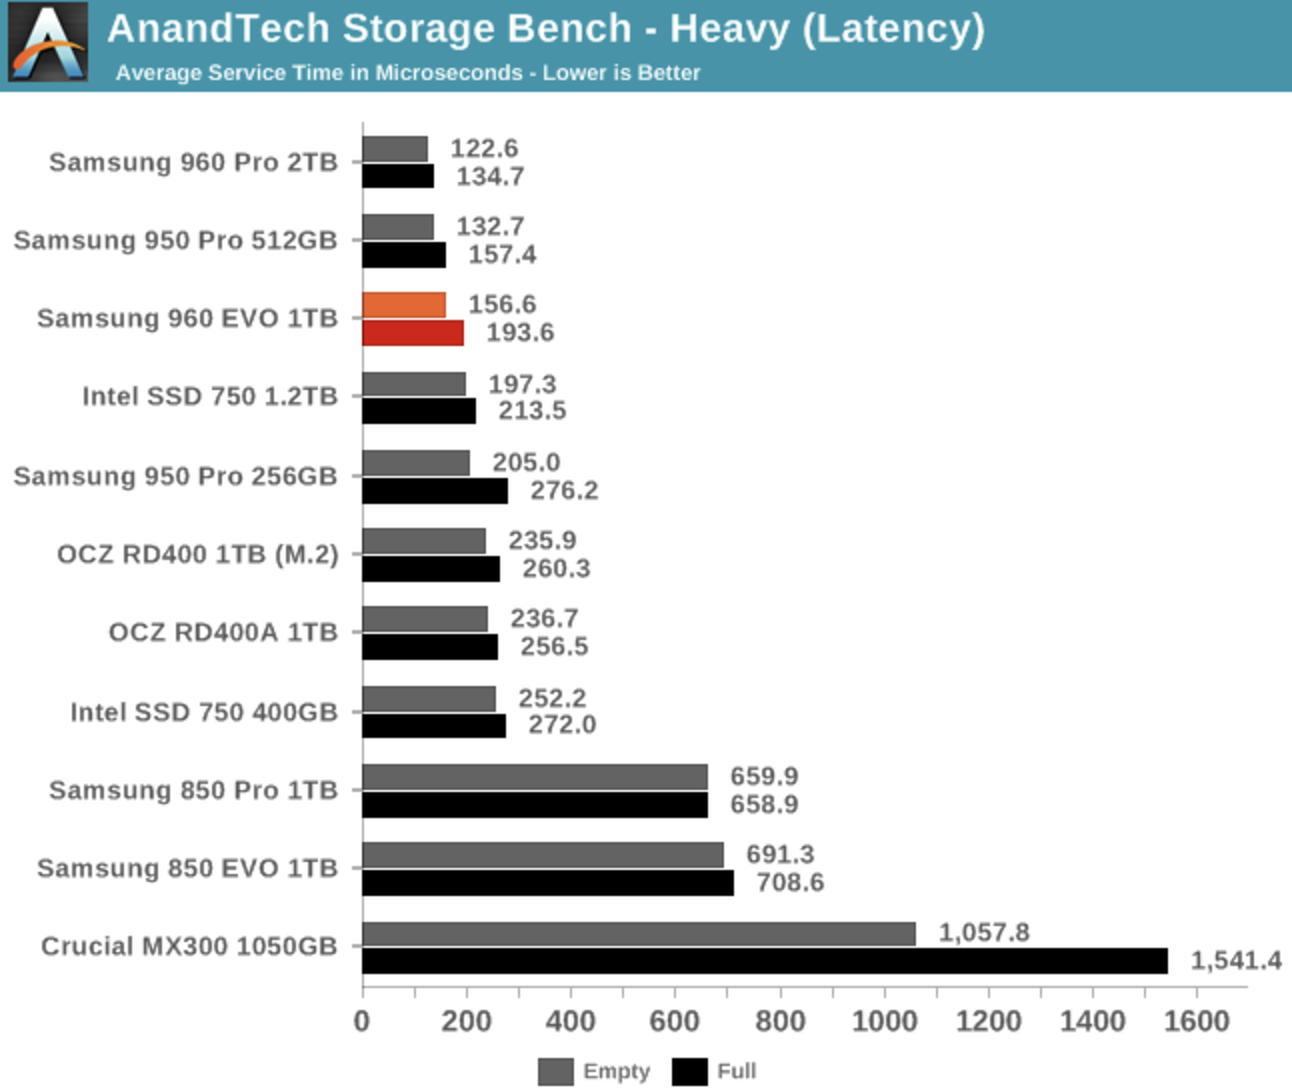 AnandTech Storage Bench - Heavy (Latency)
Average Service Time in Microseconds - Lower is Better
Samsung 960 Pro 2TB
122.6
134.7
Samsung 950 Pro 512GB
132.7
157.4
Samsung 960 EVO 1TB
156.6
193.6
Intel SSD 750 1.2TB
197.3
213.5
Samsung 950 Pro 256GB
205.0
276.2
OCZ RD400 1TB (M.2)
235.9
260.3
OCZ RD400A 1TB
236.7
256.5
Intel SSD 750 400GB
252.2
272.0
Samsung 850 Pro 1TB
659.9
658.9
Samsung 850 EVO 1TB
691.3
708.6
Crucial MX300 1050GB
1,057.8
1,541.4
0 200 400 600 800 1000 1200 1400 1600
Empty Full